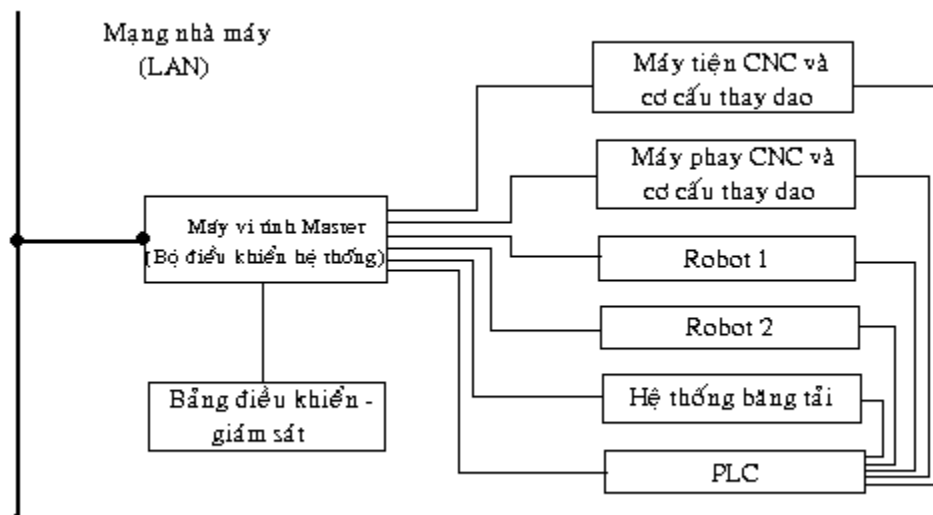 Mạng nhà máy
(LAN)
Máy tiện CNC và
cơ cấu thay dao
Máy phay CNC và
cơ cấu thay dao
Máy vi tính Master
(Bộ điều khiển hệ thống)
Robot 1
Robot 2
Bảng điều khiển -
giám sát
Hệ thống băng tải
PLC